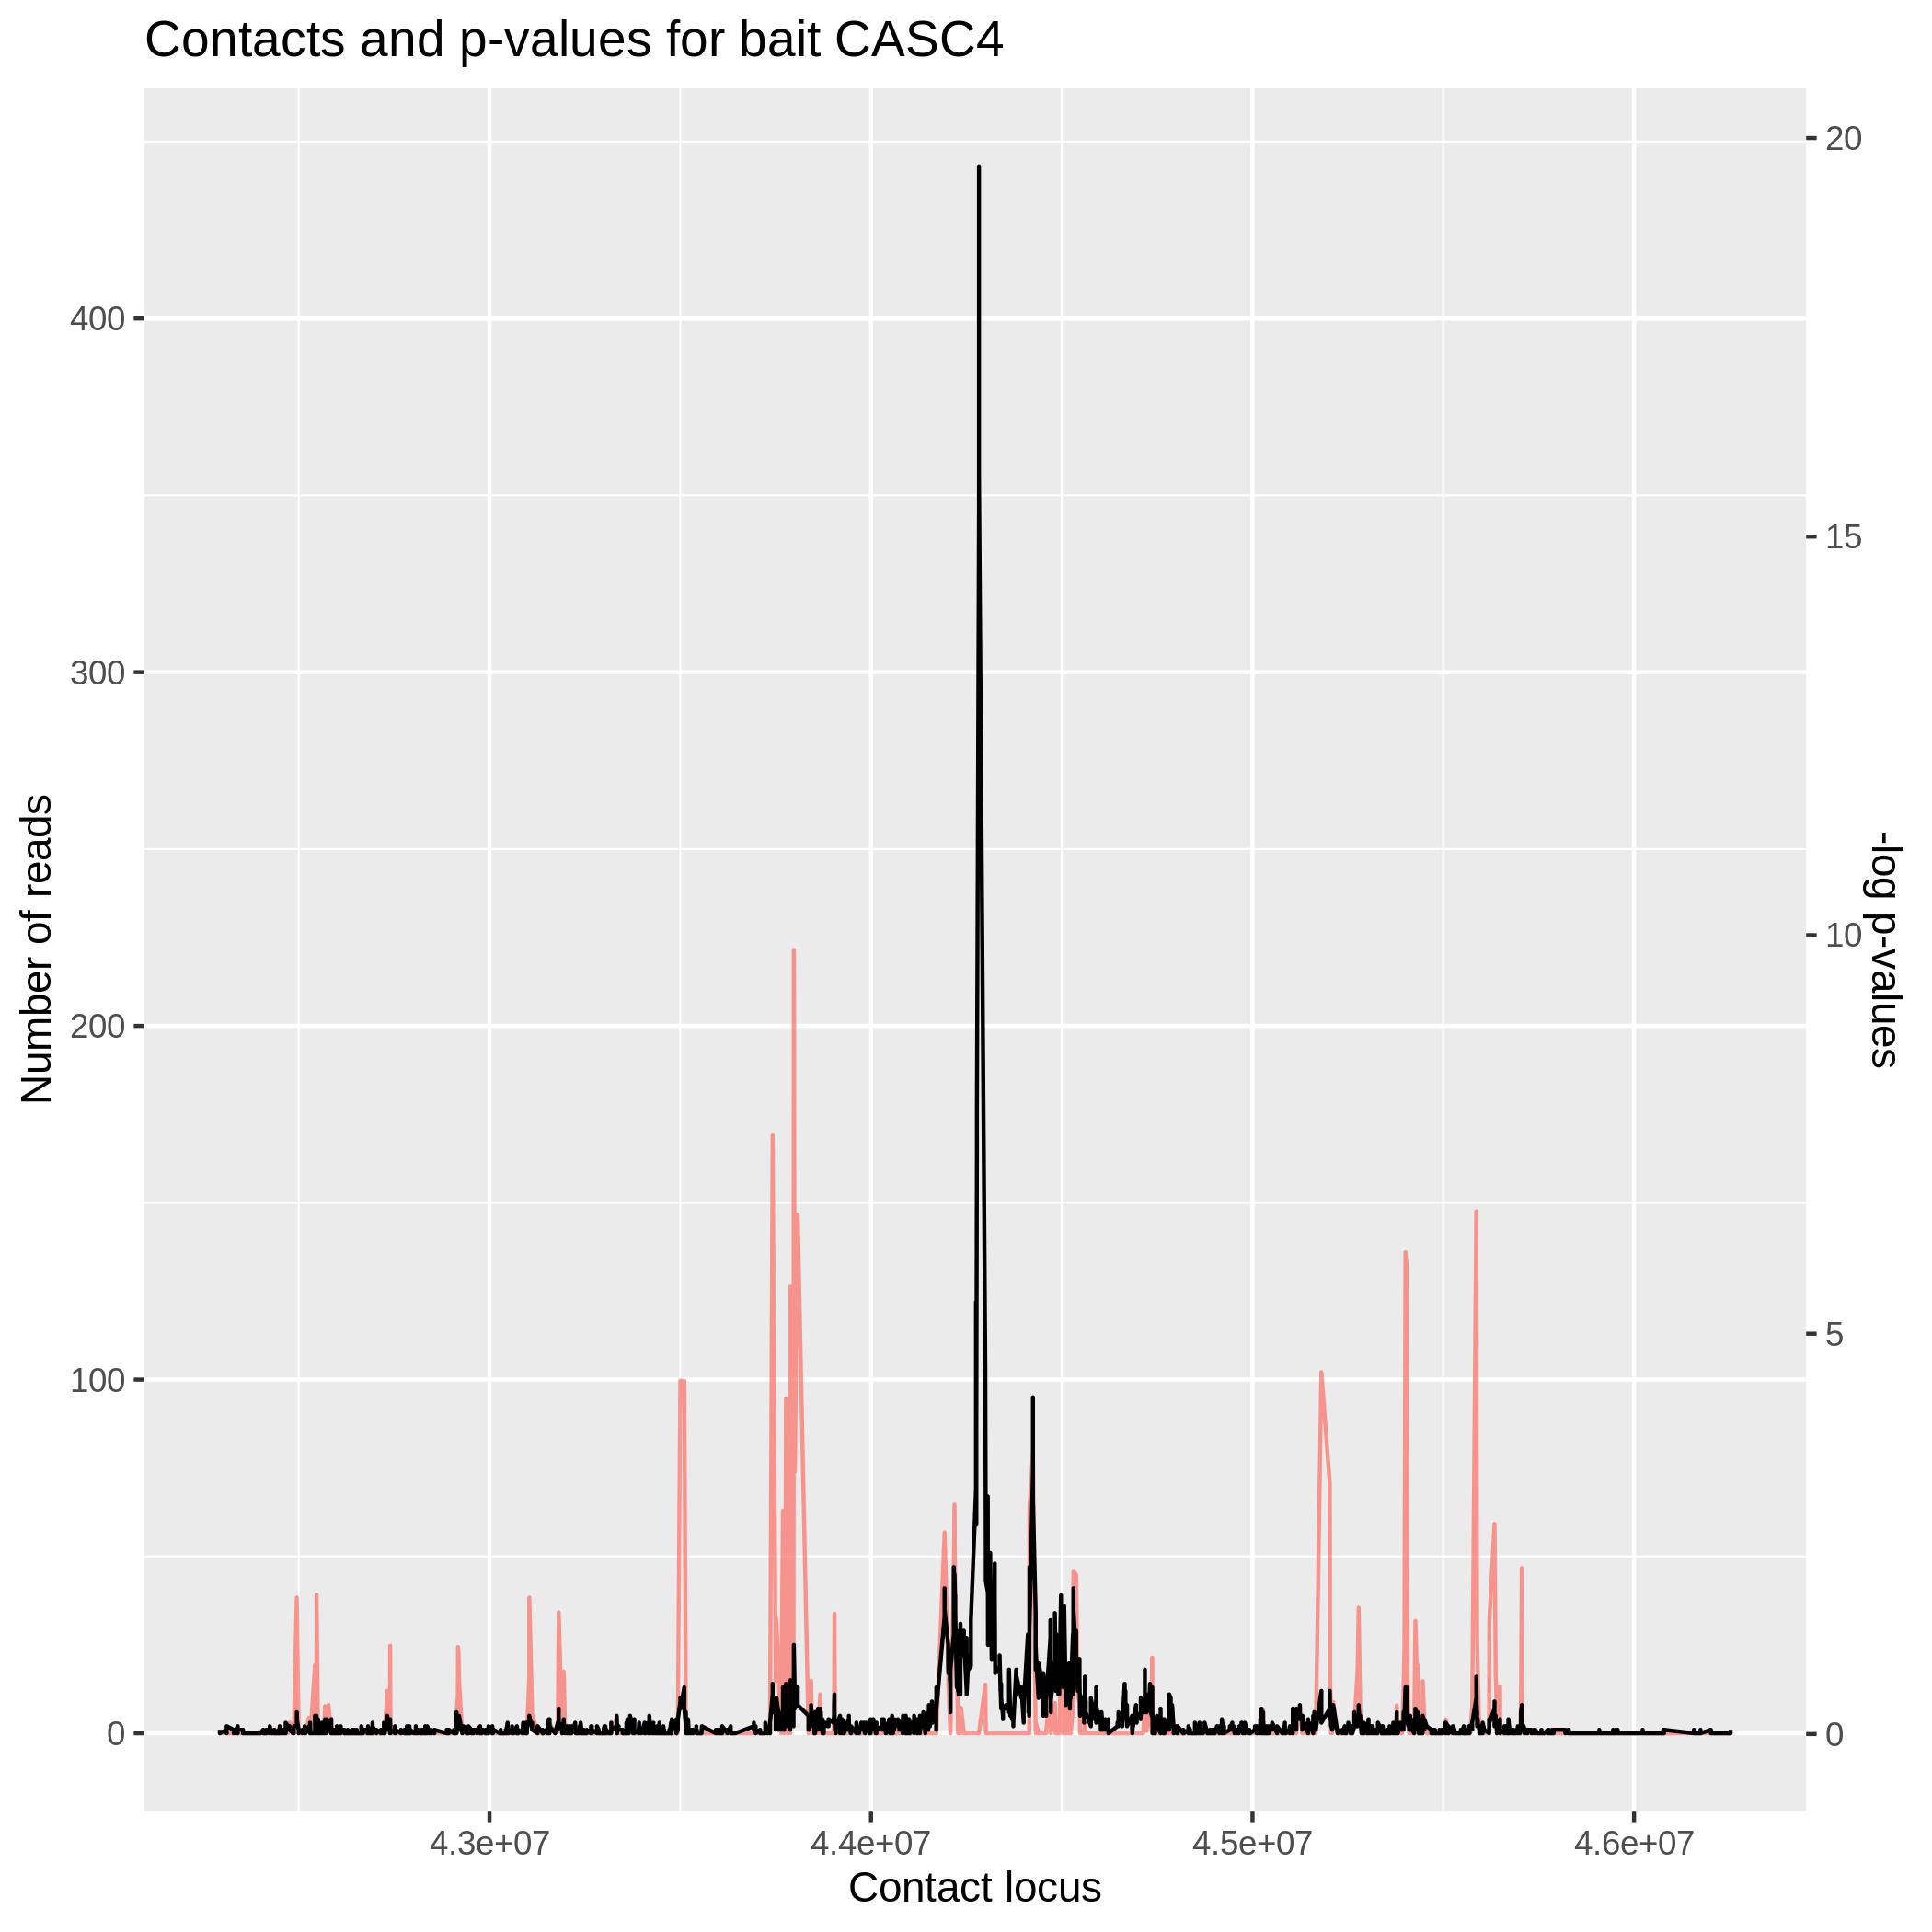 Contacts and p-values for bait CASC4
Number of reads
400
300
200
100
0
20
15
10
5
0
-log p-values
4.3e+07
4.4e+07
4.5e+07
4.6e+07
Contact locus